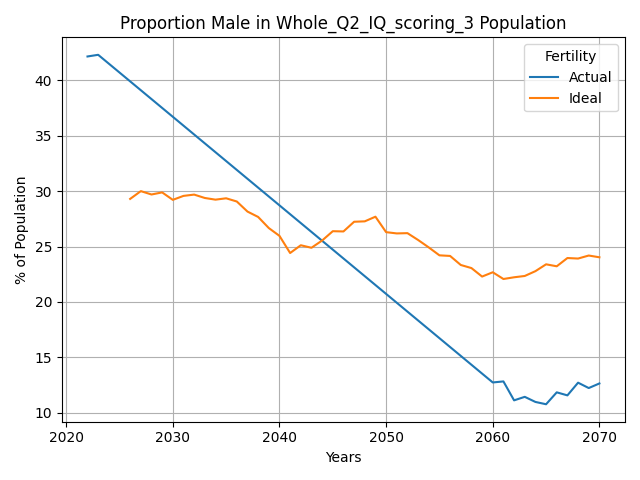 Proportion Male in Whole_Q2_IQ_scoring_3 Population
Fertility
Actual
Ideal
% of Population
40
35
30
25
20
15
10
2020 2030 2040 2050 2060 2070
Years